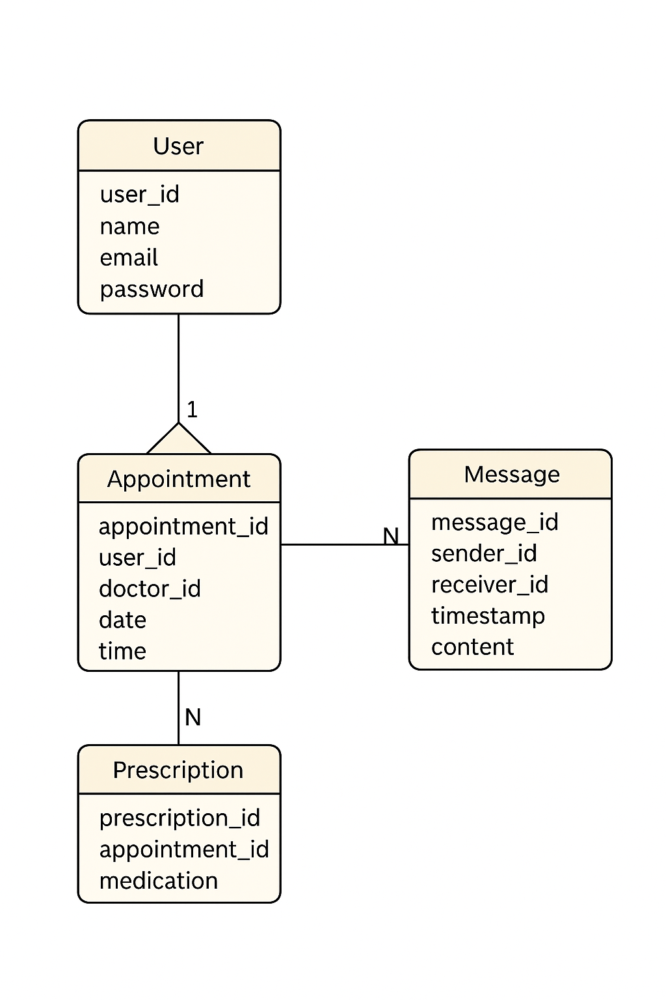 User
user_id
name
email
password
1
Appointment
appointment_id
user_id
doctor_id
date
time
N
Message
message_id
sender_id
receiver_id
timestamp
content
N
Prescription
prescription_id
appointment_id
medication